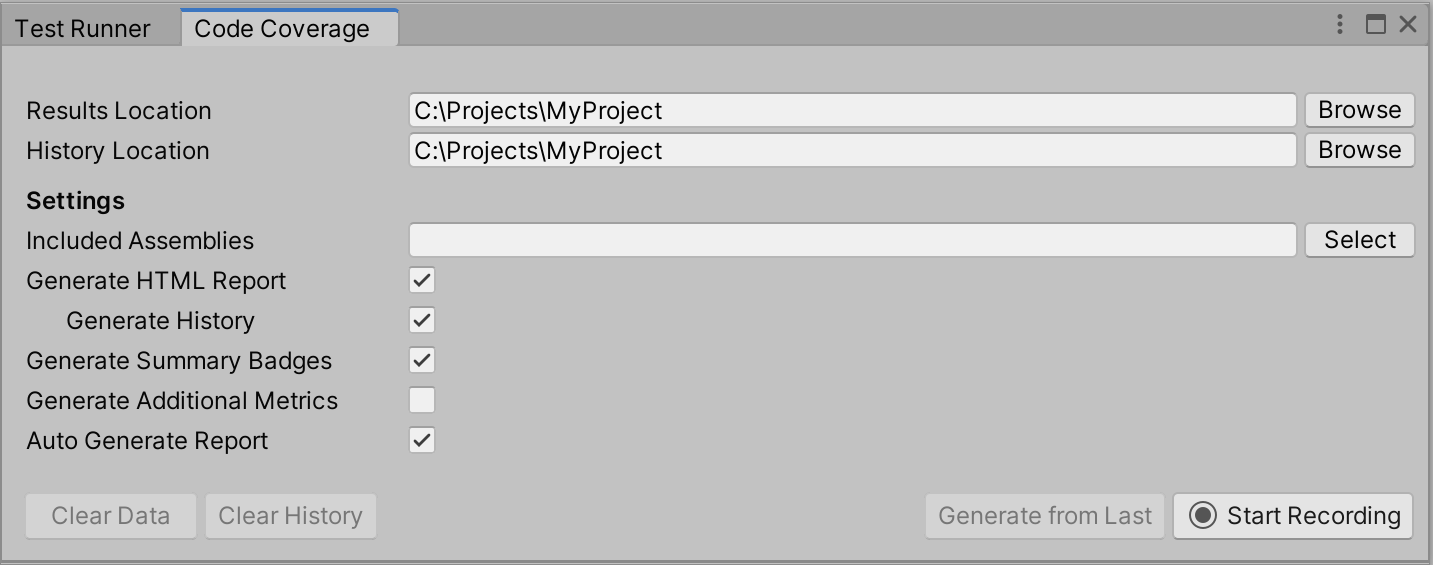 Test Runner Code Coverage
Results Location C:\Projects\MyProject Browse
History Location C:\Projects\MyProject Browse
Settings
Included Assemblies Select
Generate HTML Report
Generate History
Generate Summary Badges
Generate Additional Metrics
Auto Generate Report
Clear Data Clear History Generate from Last Start Recording